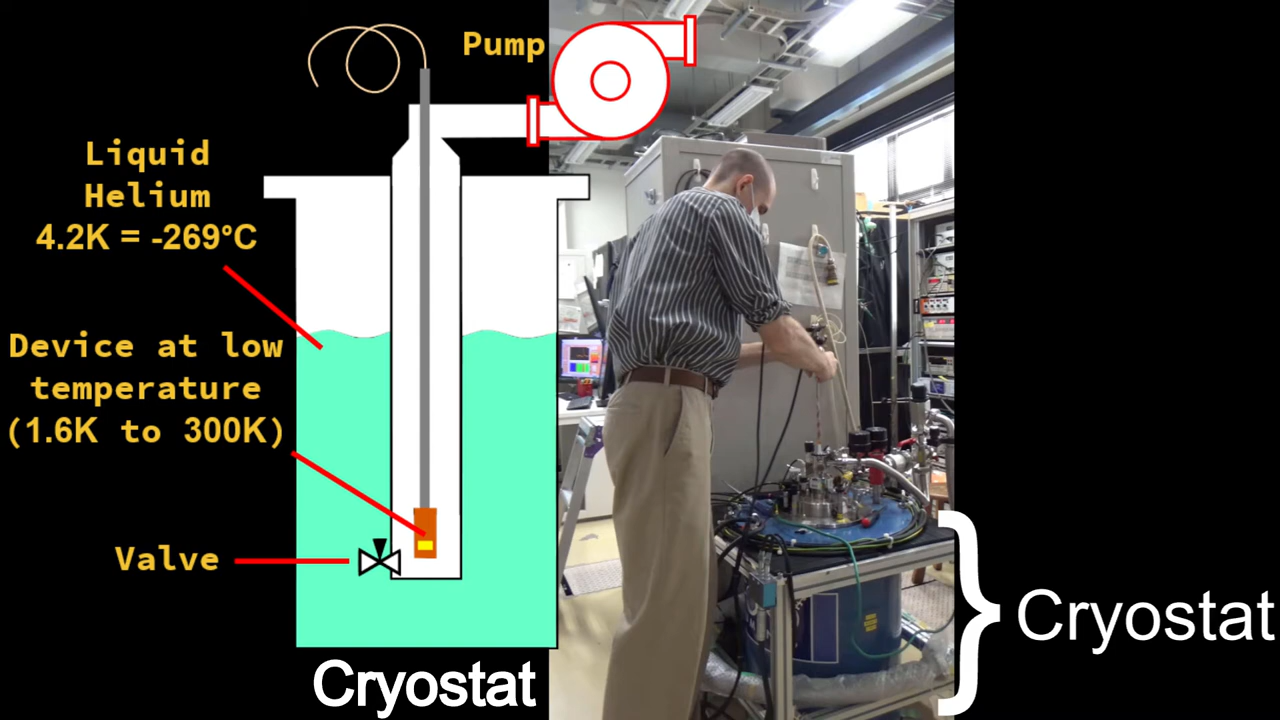 Pump
Liquid
Helium
4.2K = -269°C
Device at low
temperature
(1.6K to 300K)
Valve
Cryostat
Cryostat